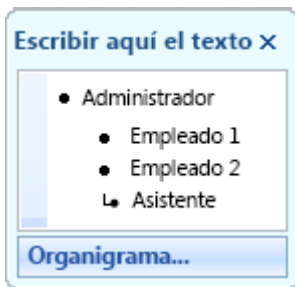 Escribir aquí el texto ×
• Administrador
• Empleado 1
• Empleado 2
Asistente
Organigrama...